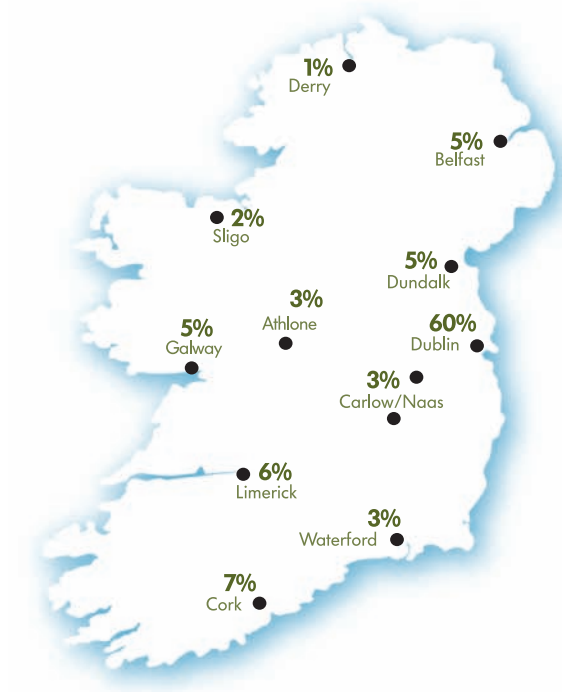 1%
Derry
5%
Belfast
2%
Sligo
5%
Dundalk
3%
Athlone
60%
Dublin
5%
Galway
3%
Carlow/Naas
6%
Limerick
3%
Waterford
7%
Cork